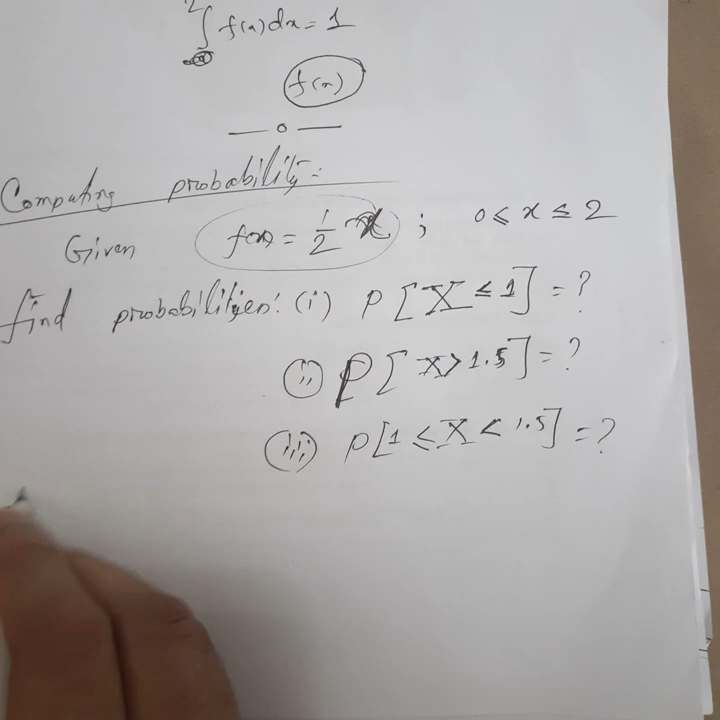 2
∫ f(x)dx = 1
f(x)
— o —
Computing probability:
Given f(x) = 1/2 x ; 0 ≤ x ≤ 2
find probabilities: (i) P[X ≤ 1] = ?
(ii) P[X > 1.5] = ?
(iii) P[1 ≤ X < 1.5] = ?